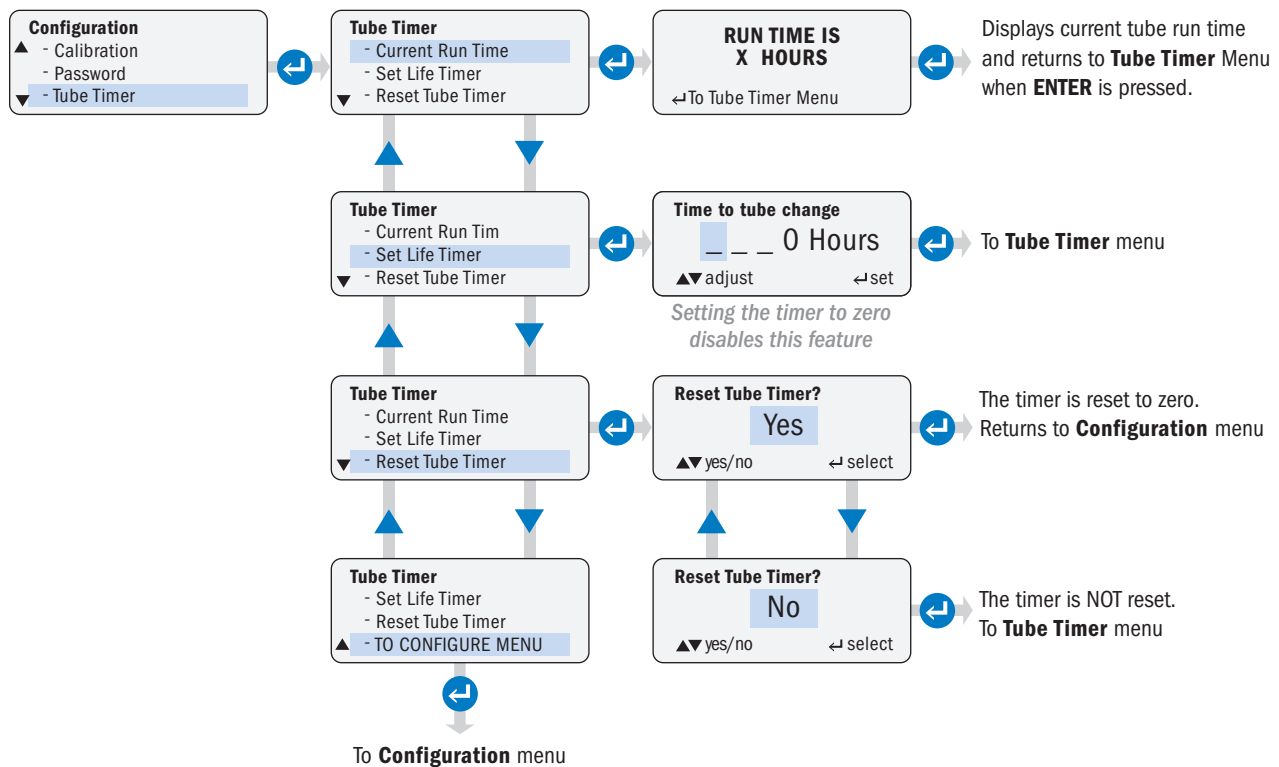 Configuration
- Calibration
- Password
- Tube Timer
Tube Timer
- Current Run Time
- Set Life Timer
- Reset Tube Timer
RUN TIME IS
X HOURS
↵To Tube Timer Menu
Displays current tube run time
and returns to Tube Timer Menu
when ENTER is pressed.
Tube Timer
- Current Run Tim
- Set Life Timer
- Reset Tube Timer
Time to tube change
_ _ _ 0 Hours
▲▼ adjust ↵ set
Setting the timer to zero
disables this feature
To Tube Timer menu
Tube Timer
- Current Run Time
- Set Life Timer
- Reset Tube Timer
Reset Tube Timer?
Yes
▲▼ yes/no ↵ select
The timer is reset to zero.
Returns to Configuration menu
Tube Timer
- Set Life Timer
- Reset Tube Timer
- TO CONFIGURE MENU
Reset Tube Timer?
No
▲▼ yes/no ↵ select
The timer is NOT reset.
To Tube Timer menu
To Configuration menu